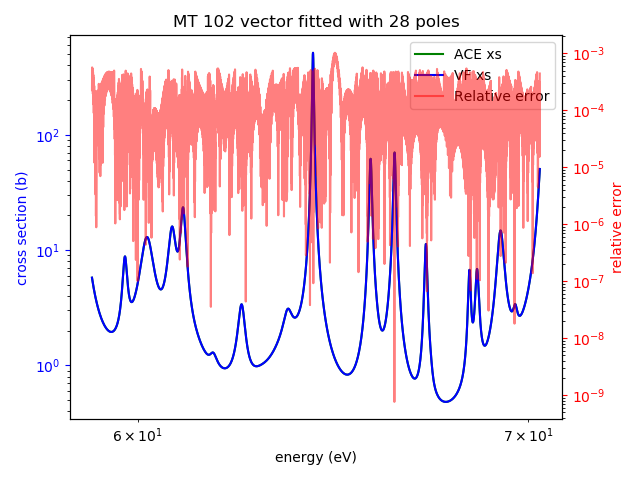 MT 102 vector fitted with 28 poles
ACE xs
VF xs
Relative error
cross section (b)
10²
10¹
10⁰
10⁻³
10⁻⁴
10⁻⁵
10⁻⁶
10⁻⁷
10⁻⁸
10⁻⁹
relative error
6 × 10¹
7 × 10¹
energy (eV)